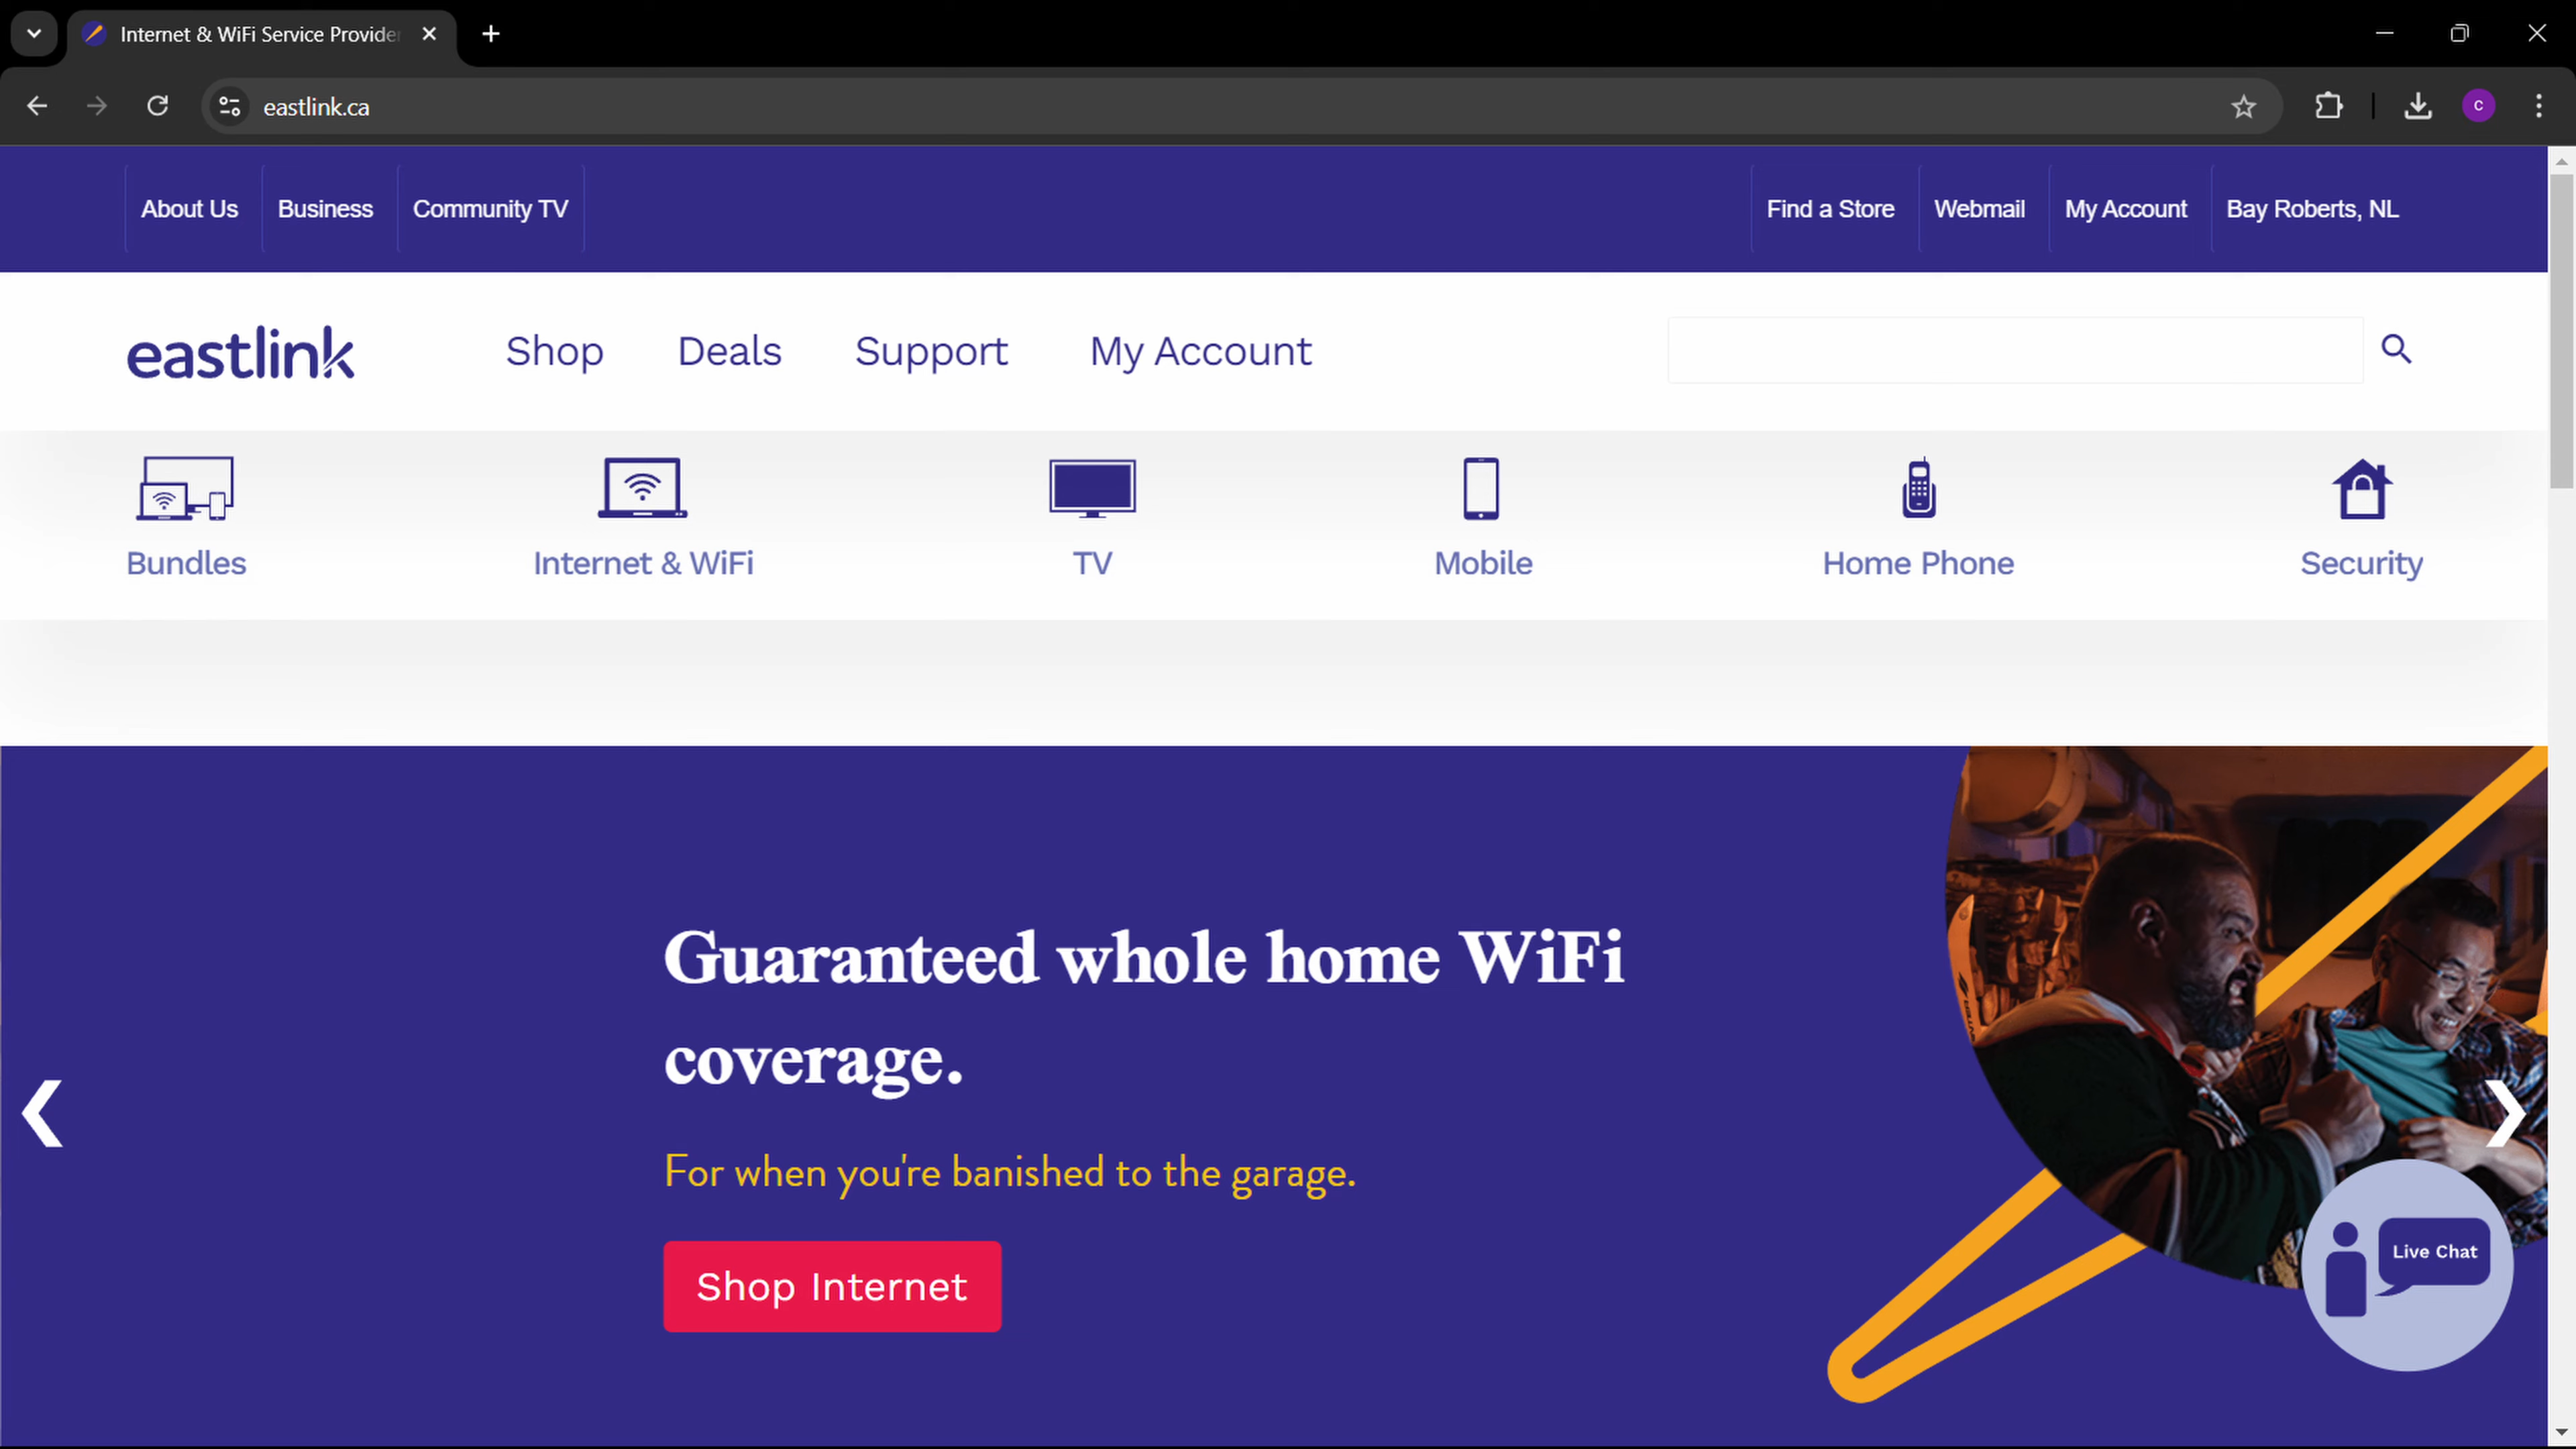 Internet & WiFi Service Provider
eastlink.ca
C
About Us Business Community TV Find a Store Webmail My Account Bay Roberts, NL
eastlink Shop Deals Support My Account
Bundles Internet & WiFi TV Mobile Home Phone Security
Guaranteed whole home WiFi
coverage.
For when you're banished to the garage.
Shop Internet
Live Chat